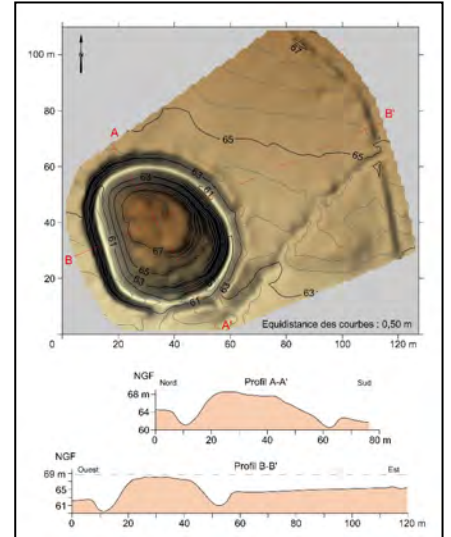 100 m
80
60
40
20
0
0 20 40 60 80 100 120 m
A
A'
B
B'
67
65
65
63
61
61
67
65
63
61
63
63
Equidistance des courbes : 0,50 m
NGF
Nord
Profil A-A'
Sud
68 m
64
60
0 20 40 60 80 m
NGF
Ouest
Profil B-B'
Est
69 m
65
61
0 20 40 60 80 100 120 m